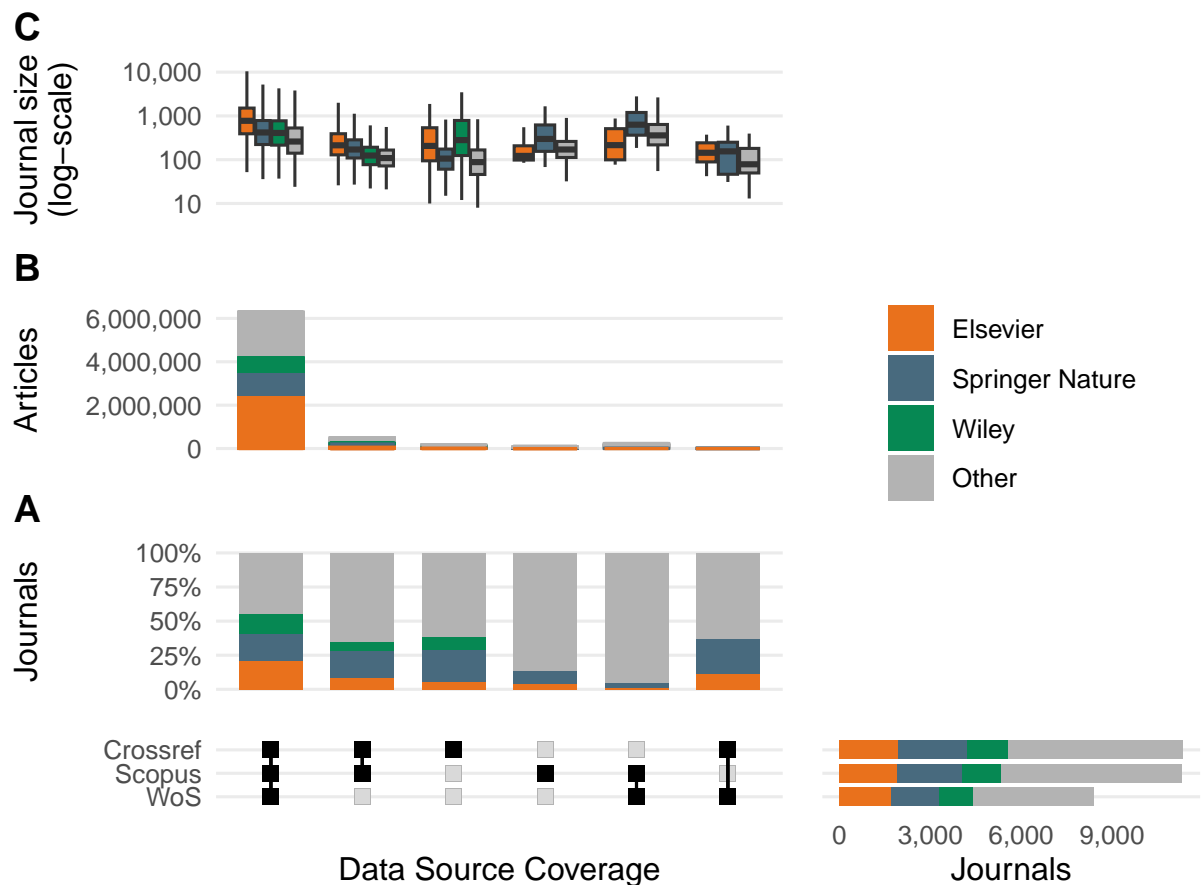 C
Journal size
(log−scale)
10,000
1,000
100
10
B
Articles
6,000,000
4,000,000
2,000,000
0
Elsevier
Springer Nature
Wiley
Other
A
Journals
100%
75%
50%
25%
0%
Crossref
Scopus
WoS
0 3,000 6,000 9,000
Data Source Coverage
Journals